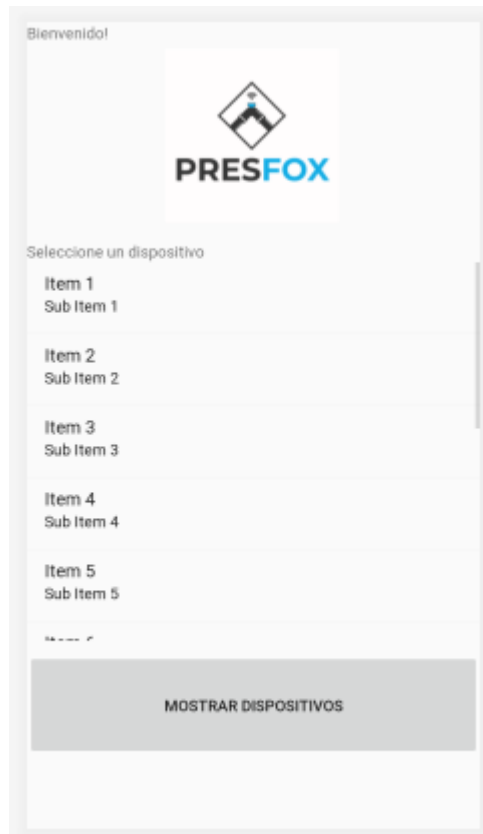 Bienvenido!
PRESFOX
Seleccione un dispositivo
Item 1
Sub Item 1
Item 2
Sub Item 2
Item 3
Sub Item 3
Item 4
Sub Item 4
Item 5
Sub Item 5
MOSTRAR DISPOSITIVOS